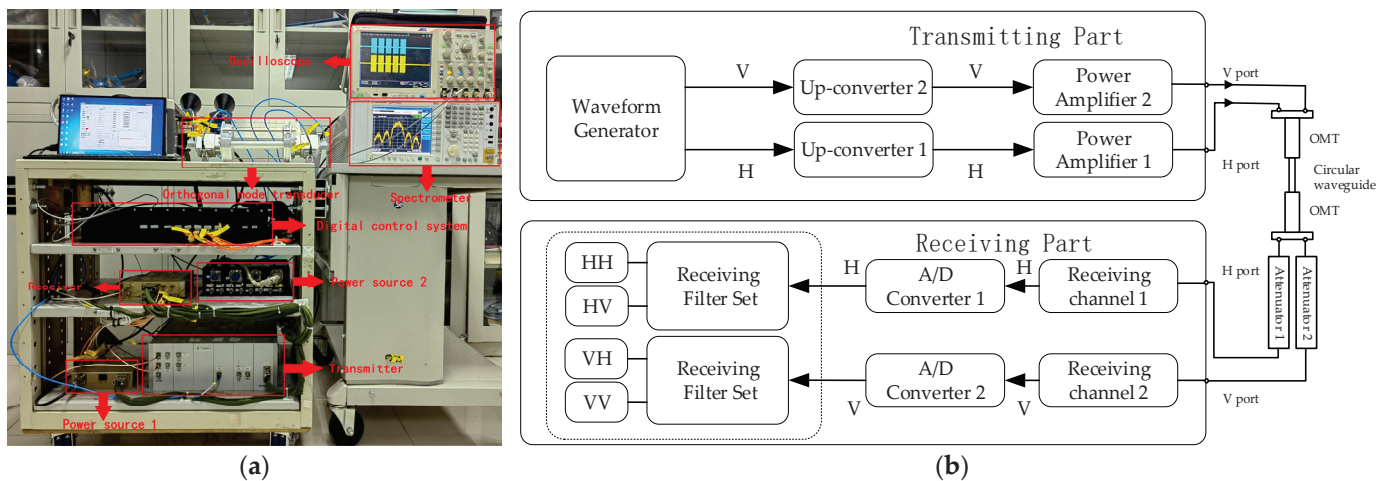 Oscilloscope
Orthogonal mode transducer
Spectrometer
Digital control system
Receiver
Power source 2
Transmitter
Power source 1
(a)
Transmitting Part
Waveform
Generator
V
Up-converter 2
V
Power
Amplifier 2
V port
H
Up-converter 1
H
Power
Amplifier 1
H port
OMT
Circular
waveguide
OMT
Receiving Part
HH
HV
Receiving
Filter Set
H
A/D
Converter 1
H
Receiving
channel 1
H port
Attenuator 1
Attenuator 2
VH
VV
Receiving
Filter Set
V
A/D
Converter 2
V
Receiving
channel 2
V port
(b)